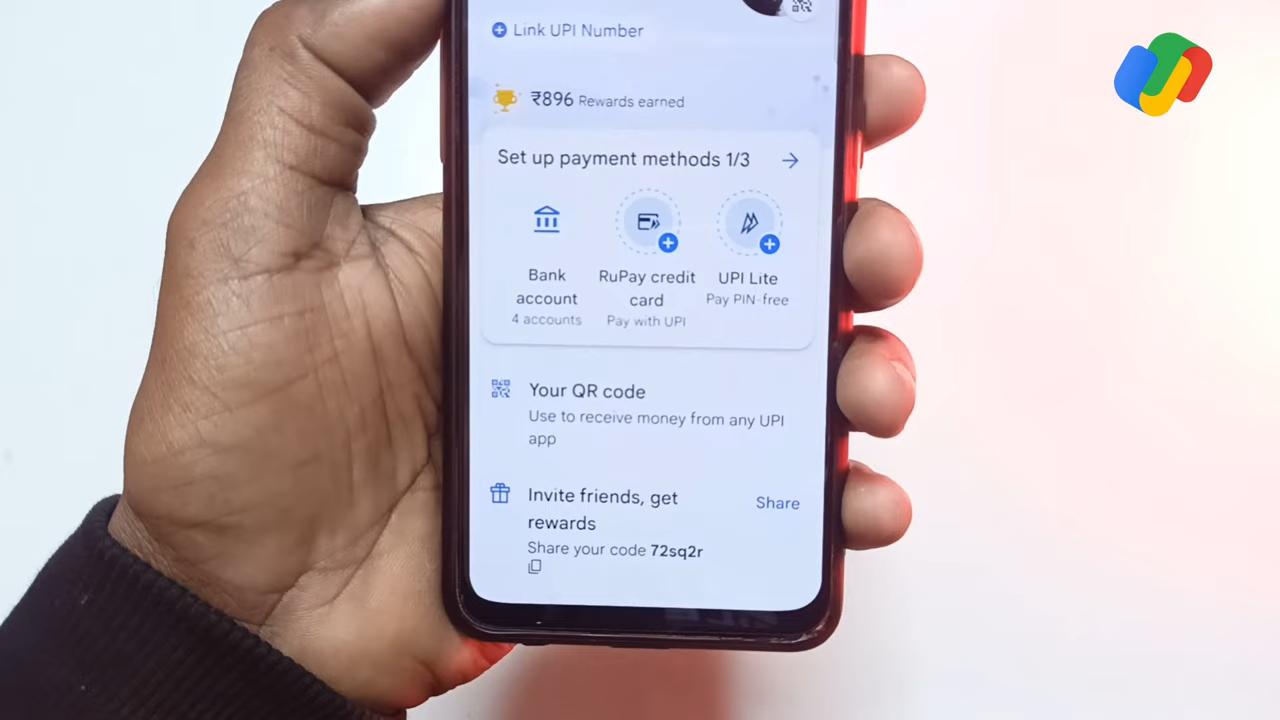 Link UPI Number
₹896 Rewards earned
Set up payment methods 1/3
Bank account
4 accounts
RuPay credit card
Pay with UPI
UPI Lite
Pay PIN-free
Your QR code
Use to receive money from any UPI
app
Invite friends, get
rewards
Share
Share your code 72sq2r